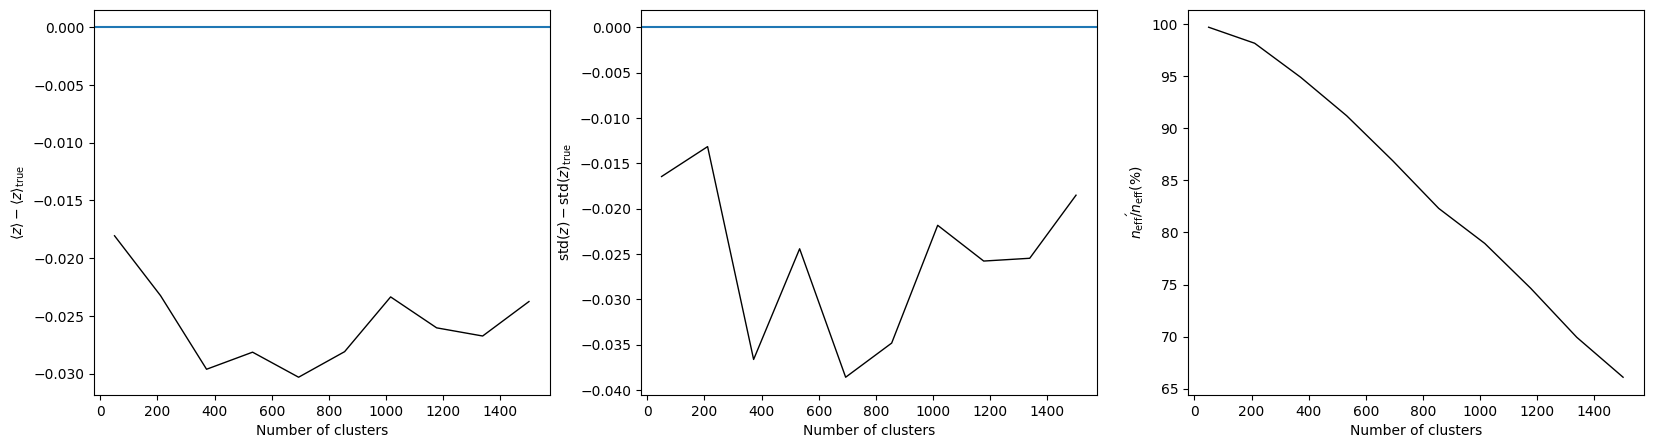 0.000
−0.005
−0.010
−0.015
−0.020
−0.025
−0.030
⟨z⟩ − ⟨z⟩true
0 200 400 600 800 1000 1200 1400
Number of clusters
0.000
−0.005
−0.010
−0.015
−0.020
−0.025
−0.030
−0.035
−0.040
std(z) − std(z)true
0 200 400 600 800 1000 1200 1400
Number of clusters
100
95
90
85
80
75
70
65
n′eff/neff(%)
0 200 400 600 800 1000 1200 1400
Number of clusters